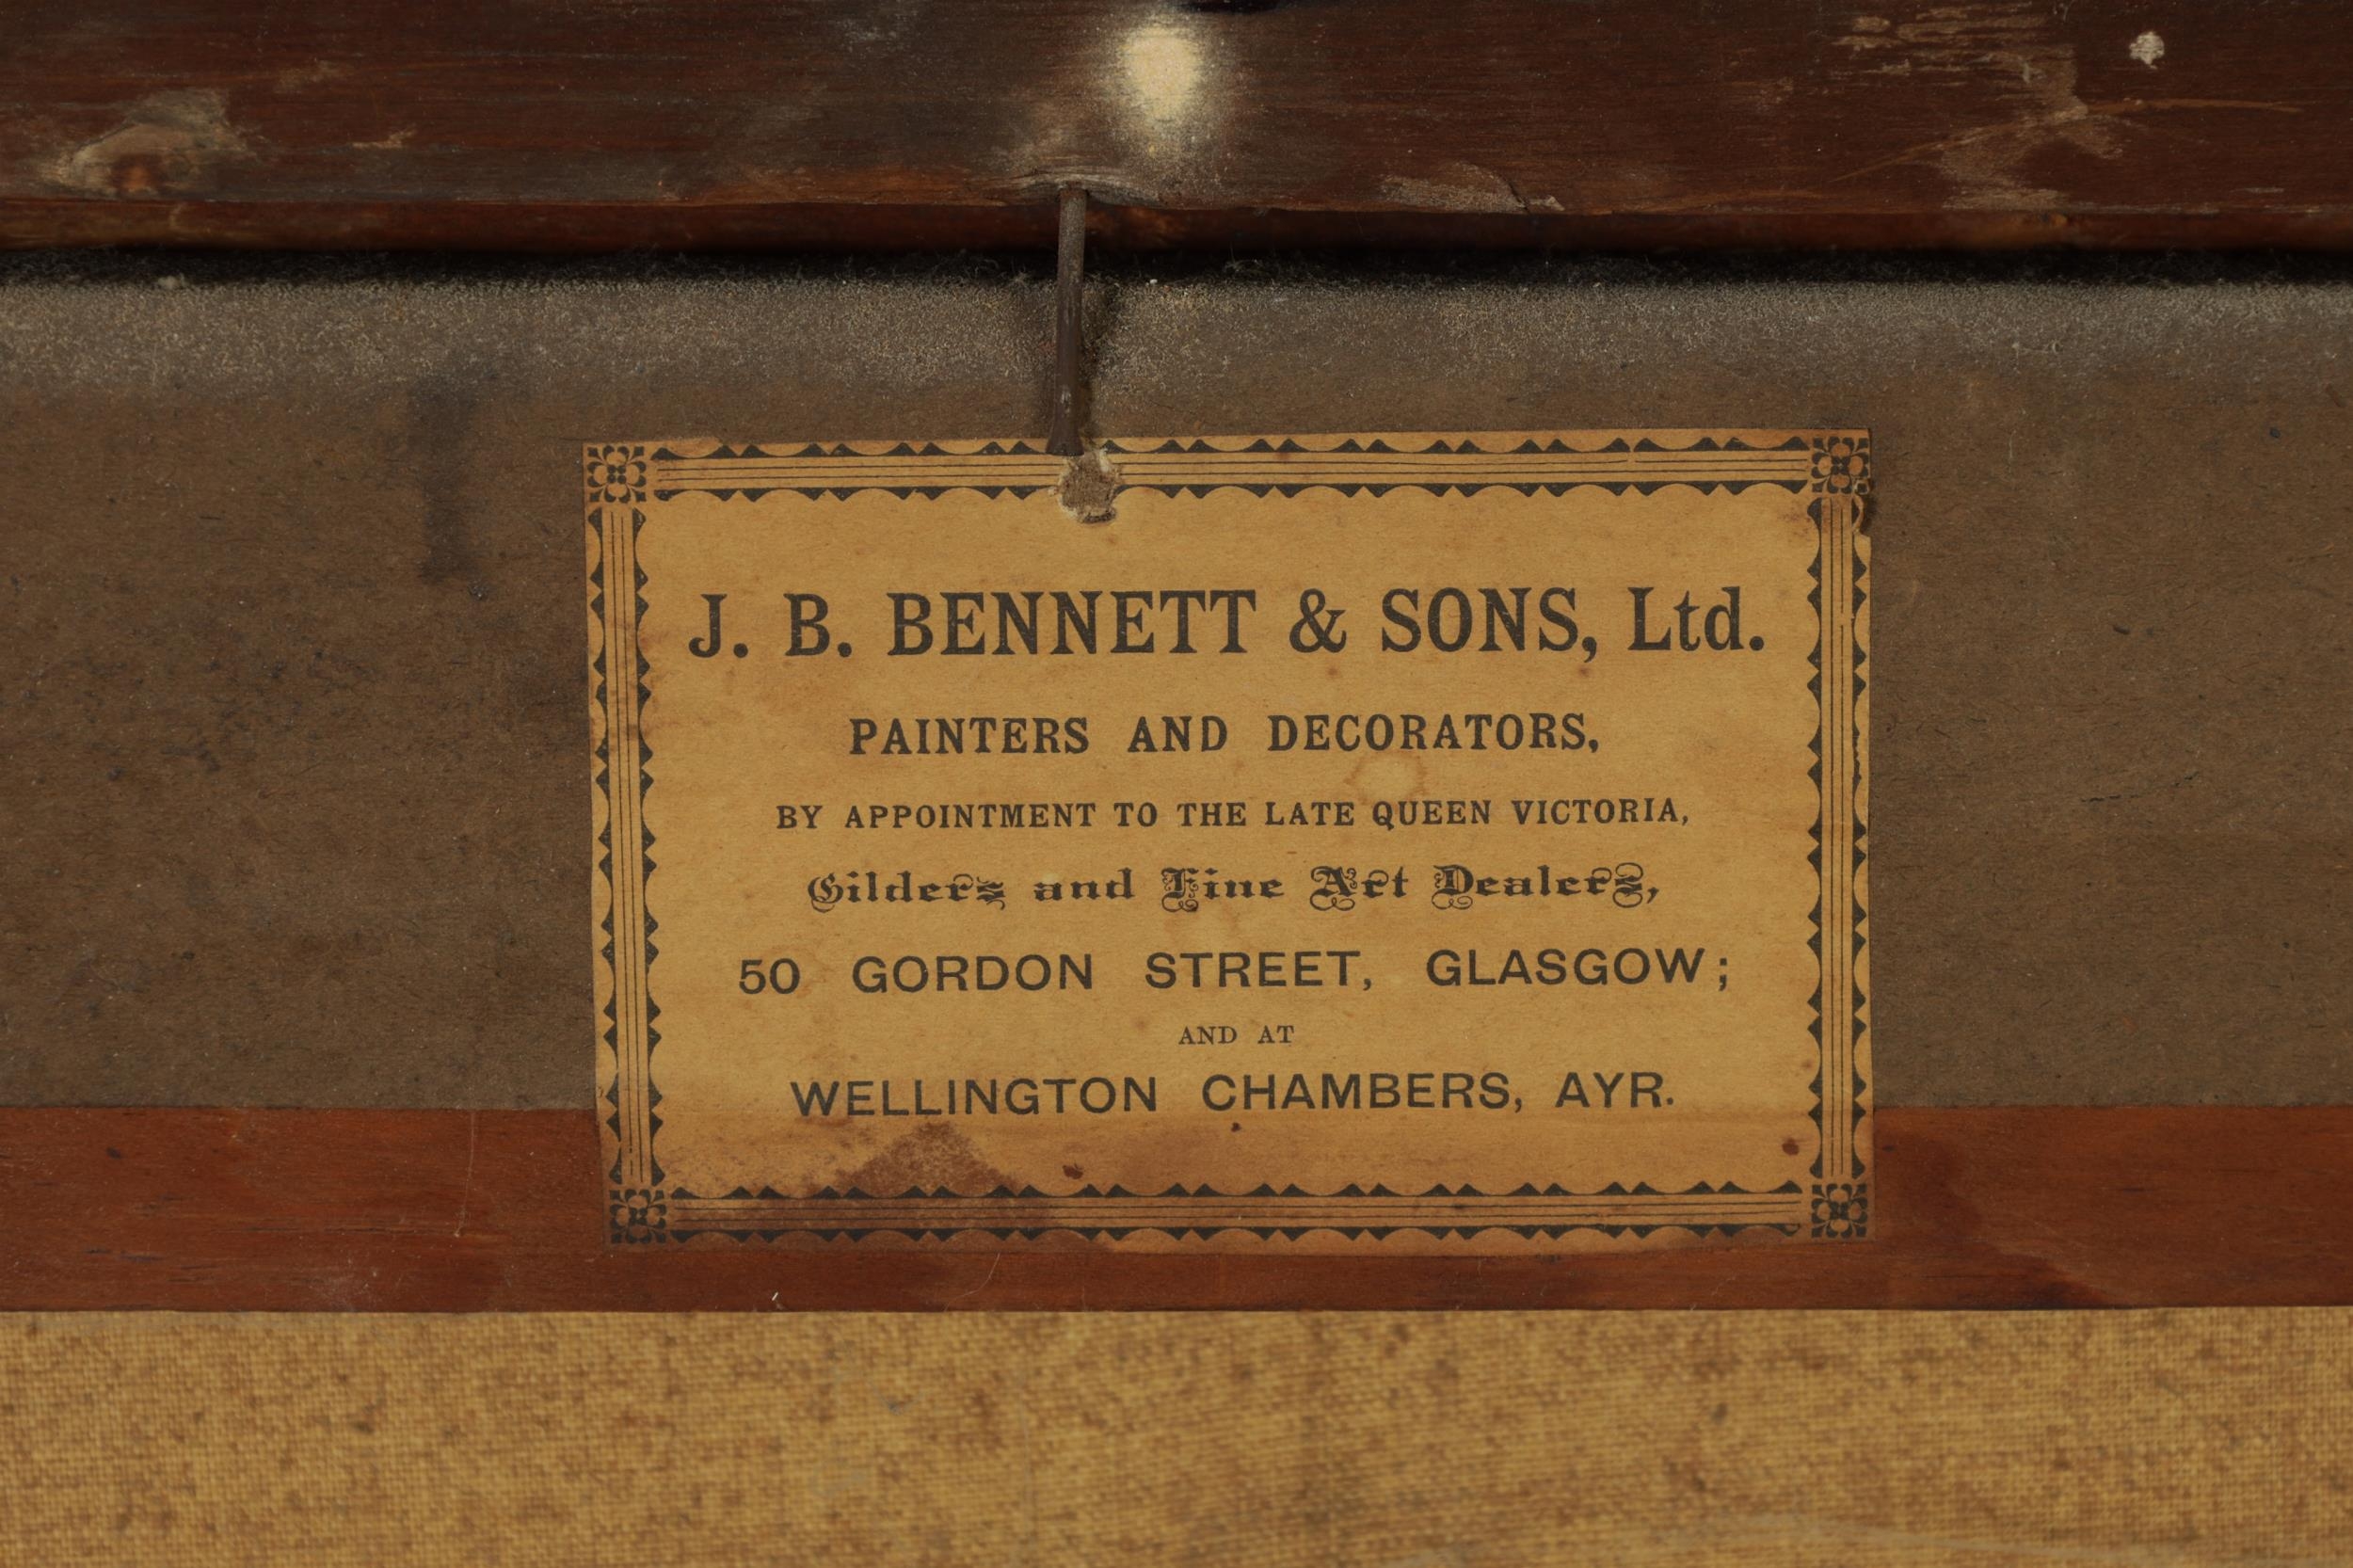 J. B. BENNETT & SONS, Ltd.
PAINTERS AND DECORATORS,
BY APPOINTMENT TO THE LATE QUEEN VICTORIA,
Gilders and Fine Art Dealers,
50 GORDON STREET, GLASGOW;
AND AT
WELLINGTON CHAMBERS, AYR.